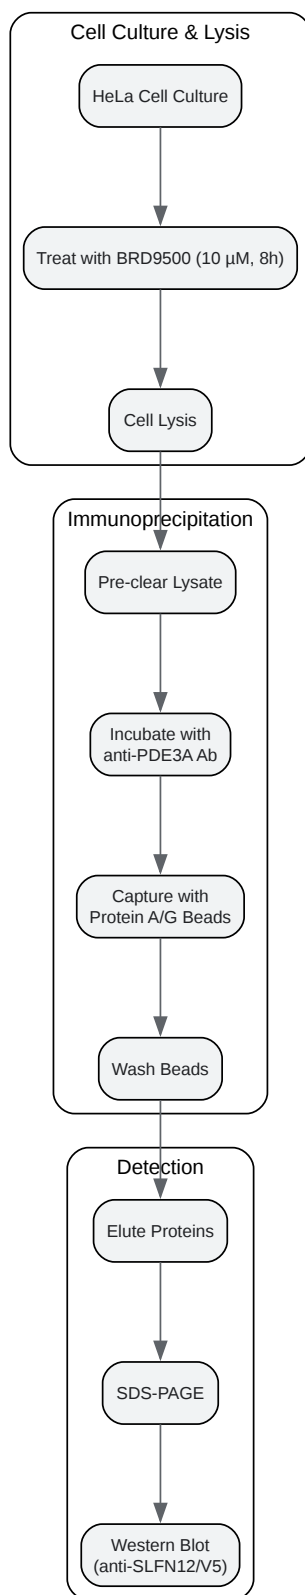 Cell Culture & Lysis
HeLa Cell Culture
Treat with BRD9500 (10 µM, 8h)
Cell Lysis
Immunoprecipitation
Pre-clear Lysate
Incubate with
anti-PDE3A Ab
Capture with
Protein A/G Beads
Wash Beads
Detection
Elute Proteins
SDS-PAGE
Western Blot
(anti-SLFN12/V5)